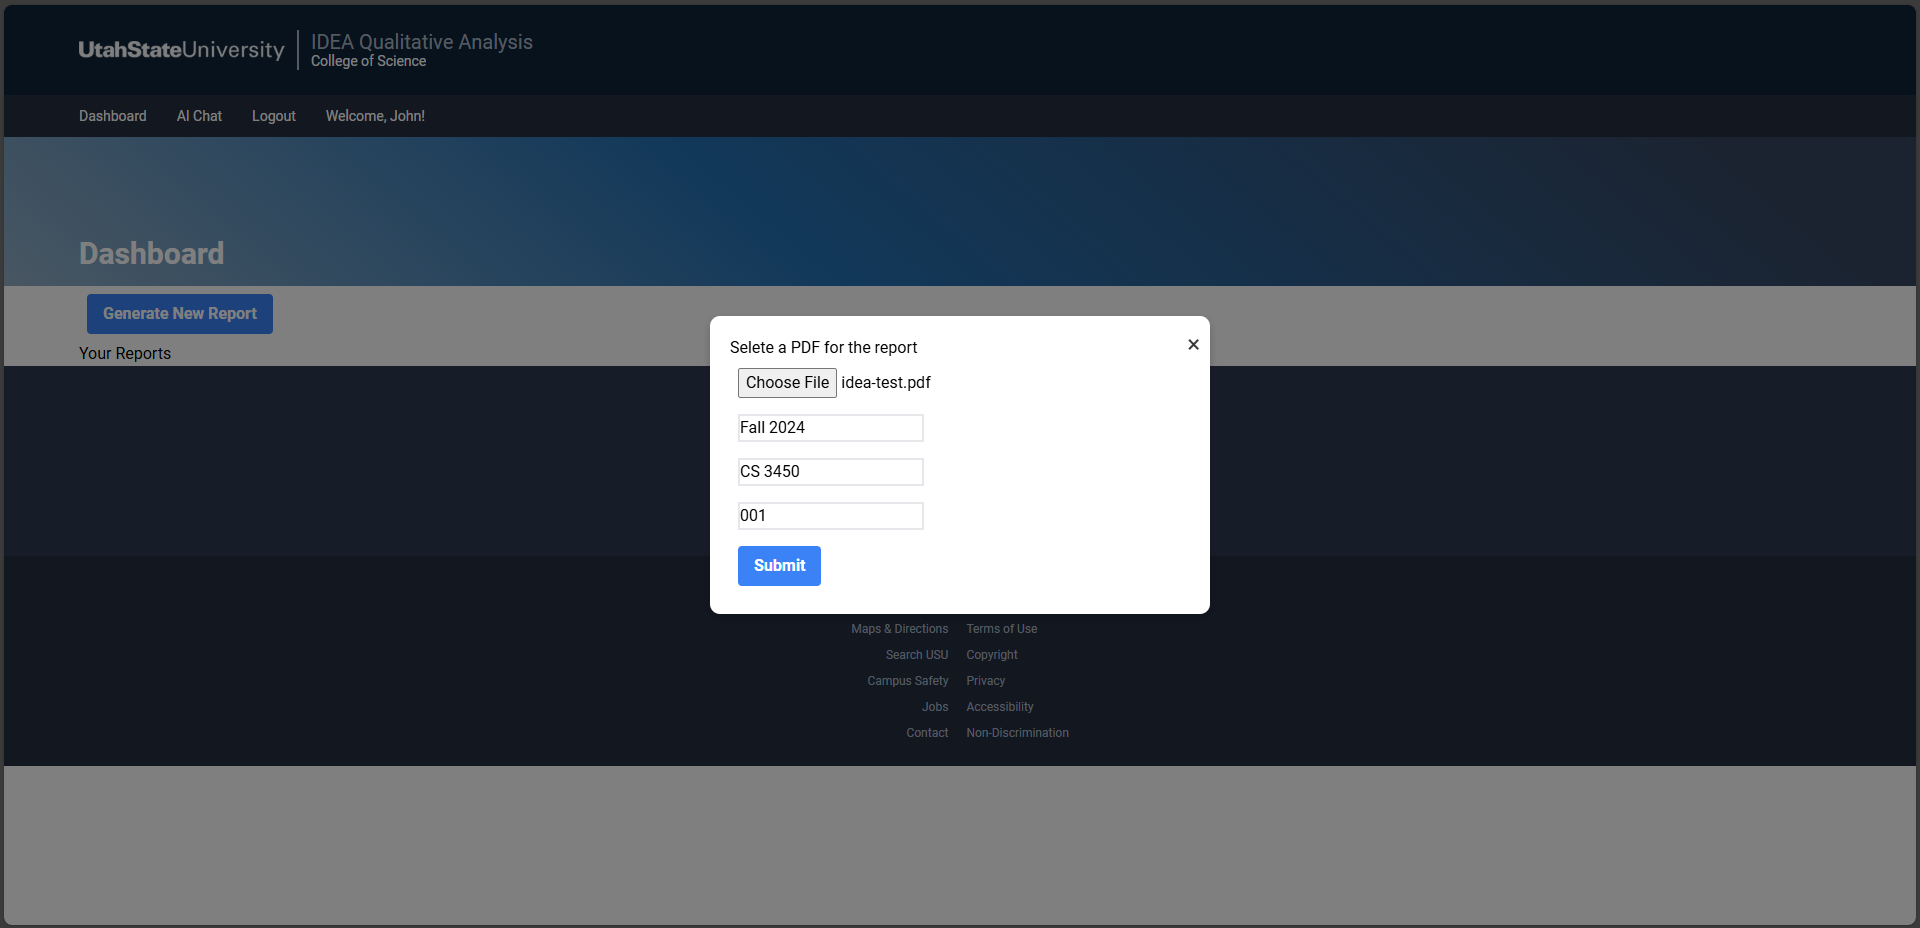 UtahStateUniversity
IDEA Qualitative Analysis
College of Science
Dashboard
AI Chat
Logout
Welcome, John!
Dashboard
Generate New Report
Your Reports
Selete a PDF for the report
×
Choose File idea-test.pdf
Fall 2024
CS 3450
001
Submit
Maps & Directions
Terms of Use
Search USU
Copyright
Campus Safety
Privacy
Jobs
Accessibility
Contact
Non-Discrimination